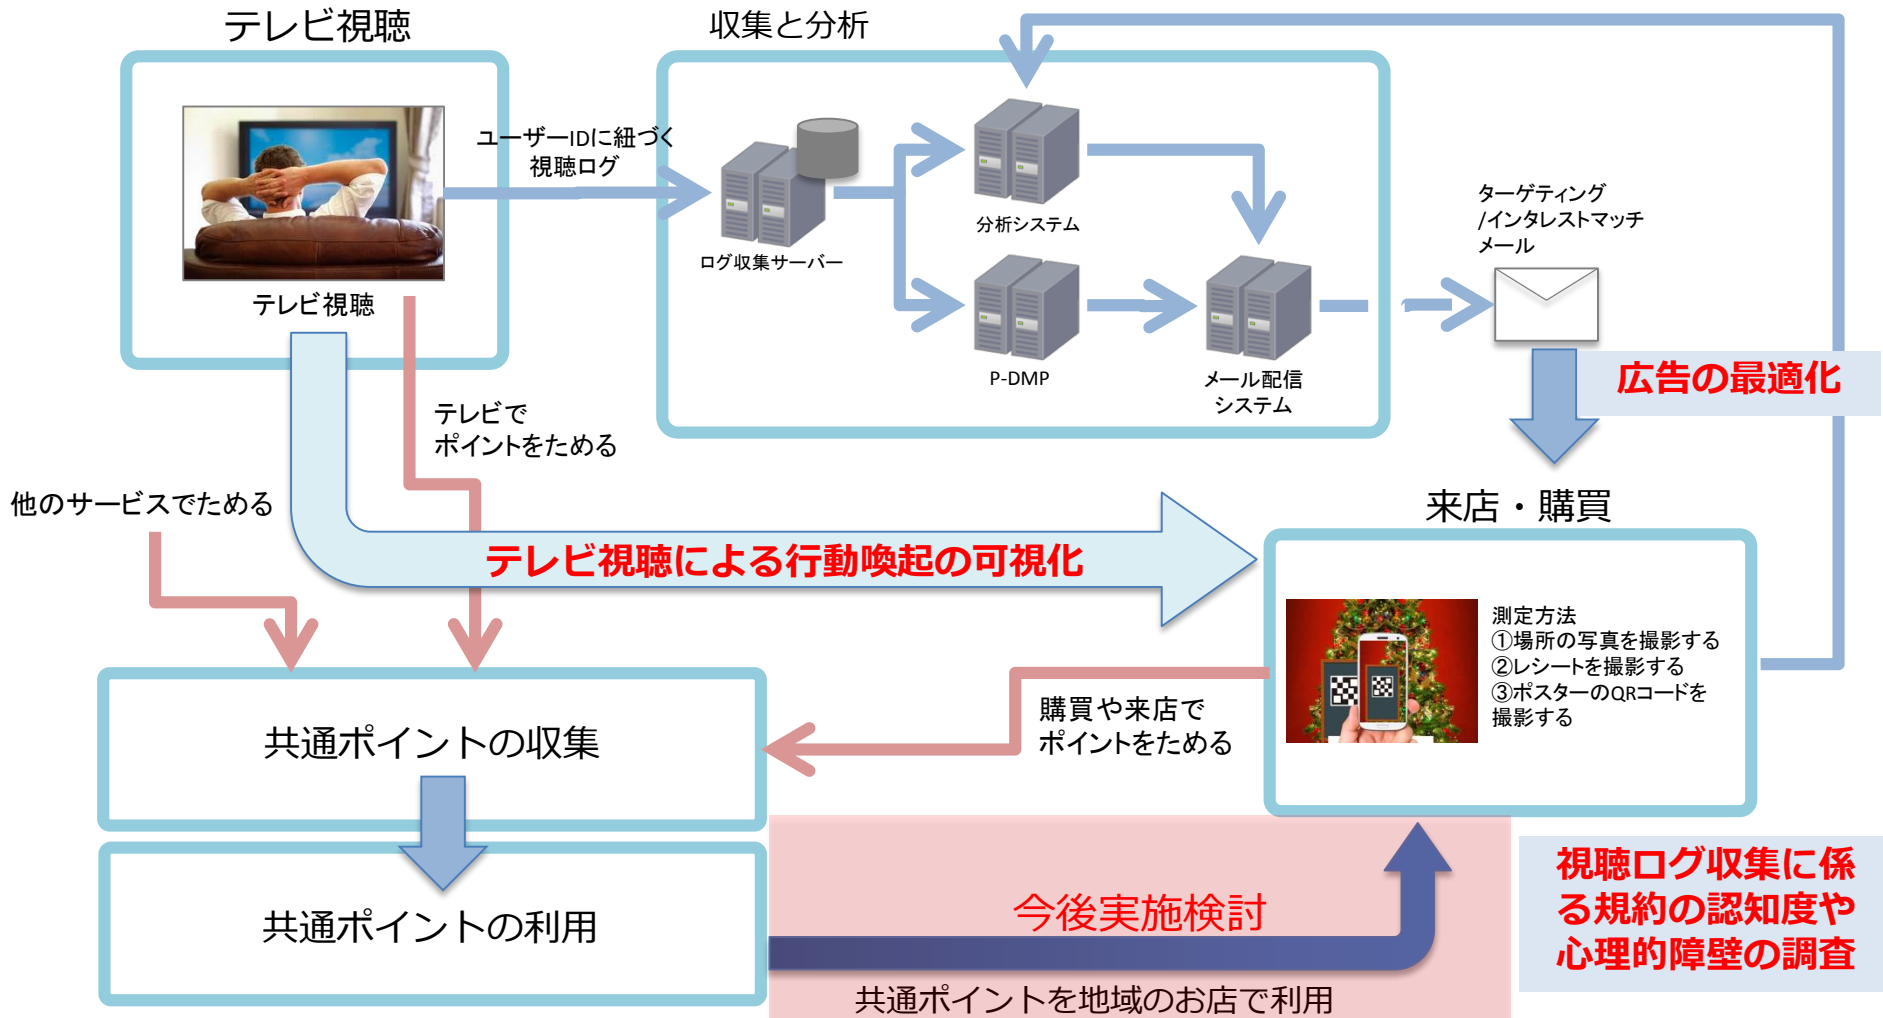 テレビ視聴
収集と分析
ユーザーIDに紐づく
視聴ログ
テレビ視聴
ログ収集サーバー
分析システム
P-DMP
メール配信
システム
ターゲティング
/インタレストマッチ
メール
広告の最適化
テレビで
ポイントをためる
他のサービスでためる
テレビ視聴による行動喚起の可視化
来店・購買
測定方法
①場所の写真を撮影する
②レシートを撮影する
③ポスターのQRコードを
撮影する
購買や来店で
ポイントをためる
共通ポイントの収集
共通ポイントの利用
今後実施検討
共通ポイントを地域のお店で利用
視聴ログ収集に係
る規約の認知度や
心理的障壁の調査